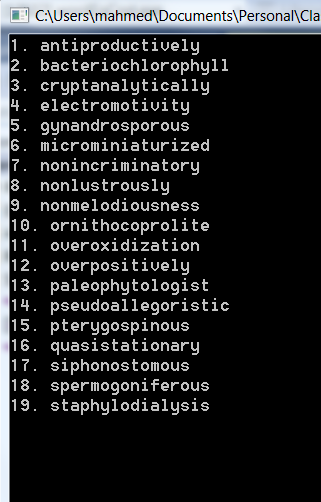 C:\Users\mahmed\Documents\Personal\Cla
1. antiproductively
2. bacteriochlorophyll
3. cryptanalytically
4. electromotivity
5. gynandrosporous
6. microminiaturized
7. nonincriminatory
8. nonlustrously
9. nonmelodiousness
10. ornithocoprolite
11. overoxidization
12. overpositively
13. paleophytologist
14. pseudoallegoristic
15. pterygospinous
16. quasistationary
17. siphonostomous
18. spermogoniferous
19. staphylodialysis